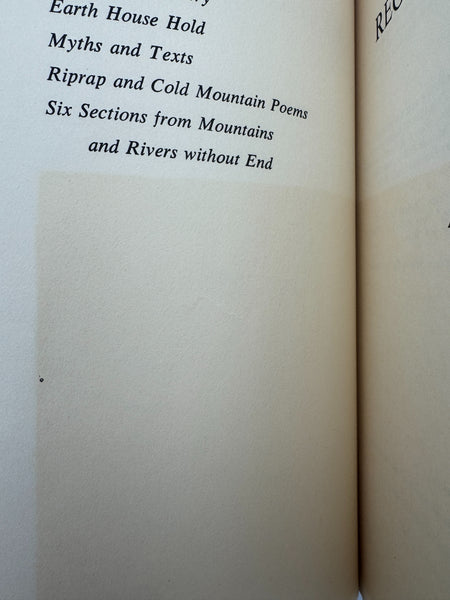 Earth House Hold
Myths and Texts
Riprap and Cold Mountain Poems
Six Sections from Mountains
and Rivers without End
REG